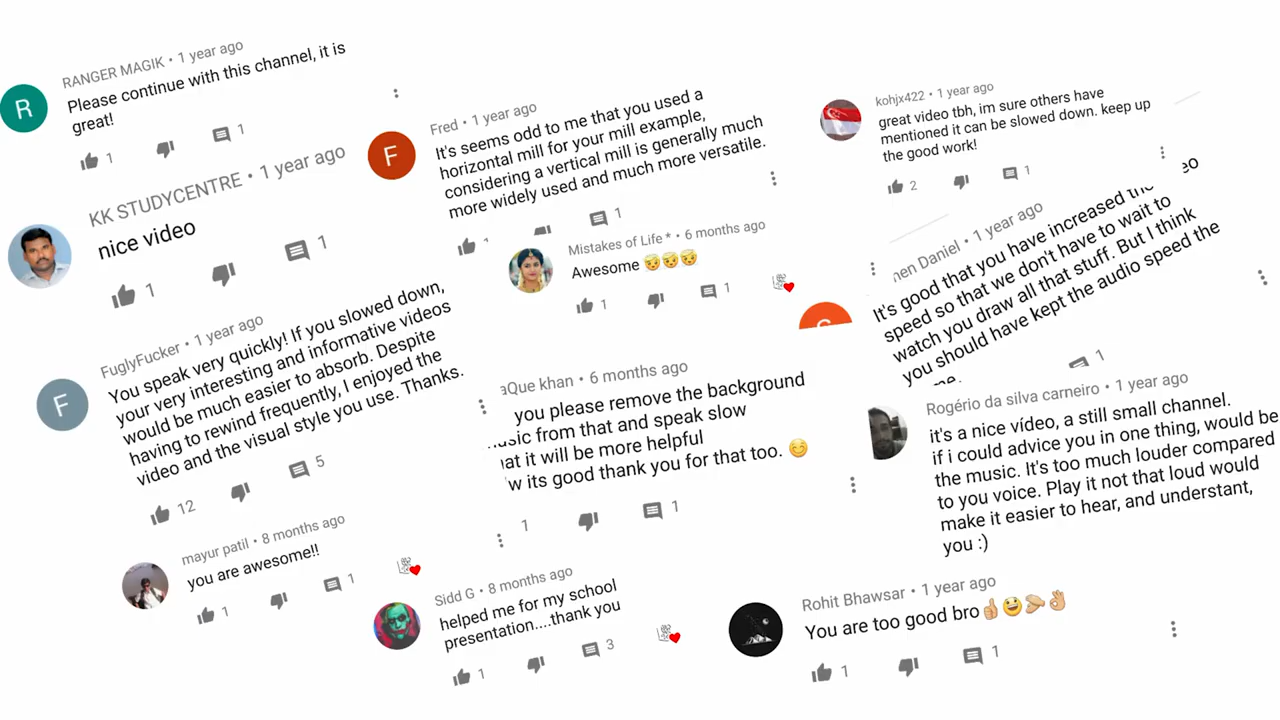 RANGER MAGIK • 1 year ago
Please continue with this channel, it is
great!
1
1
R
KK STUDYCENTRE • 1 year ago
nice video
1
1
FuglyFucker • 1 year ago
You speak very quickly! If you slowed down,
your very interesting and informative videos
would be much easier to absorb. Despite
having to rewind frequently, I enjoyed the
video and the visual style you use. Thanks.
F
12
5
mayur patil • 8 months ago
you are awesome!!
1
1
Fred • 1 year ago
It's seems odd to me that you used a
horizontal mill for your mill example,
considering a vertical mill is generally much
more widely used and much more versatile.
F
1
Mistakes of Life * • 6 months ago
Awesome 😇😇😇
1
1
aQue khan • 6 months ago
you please remove the background
from that and speak slow
it will be more helpful
its good thank you for that too. 😊
1
1
Sidd G • 8 months ago
helped me for my school
presentation....thank you
1
3
kohjx422 • 1 year ago
great video tbh, im sure others have
mentioned it can be slowed down. keep up
the good work!
2
1
Daniel • 1 year ago
It's good that you have increased
speed so that we don't have to wait to
watch you draw all that stuff. But I think
you should have kept the audio speed the
1
Rogério da silva carneiro • 1 year ago
it's a nice vídeo, a still small channel.
if i could advice you in one thing, would be
the music. It's too much louder compared
to you voice. Play it not that loud would
make it easier to hear, and understant,
you :)
Rohit Bhawsar • 1 year ago
You are too good bro👍😃🫴👌
1
1